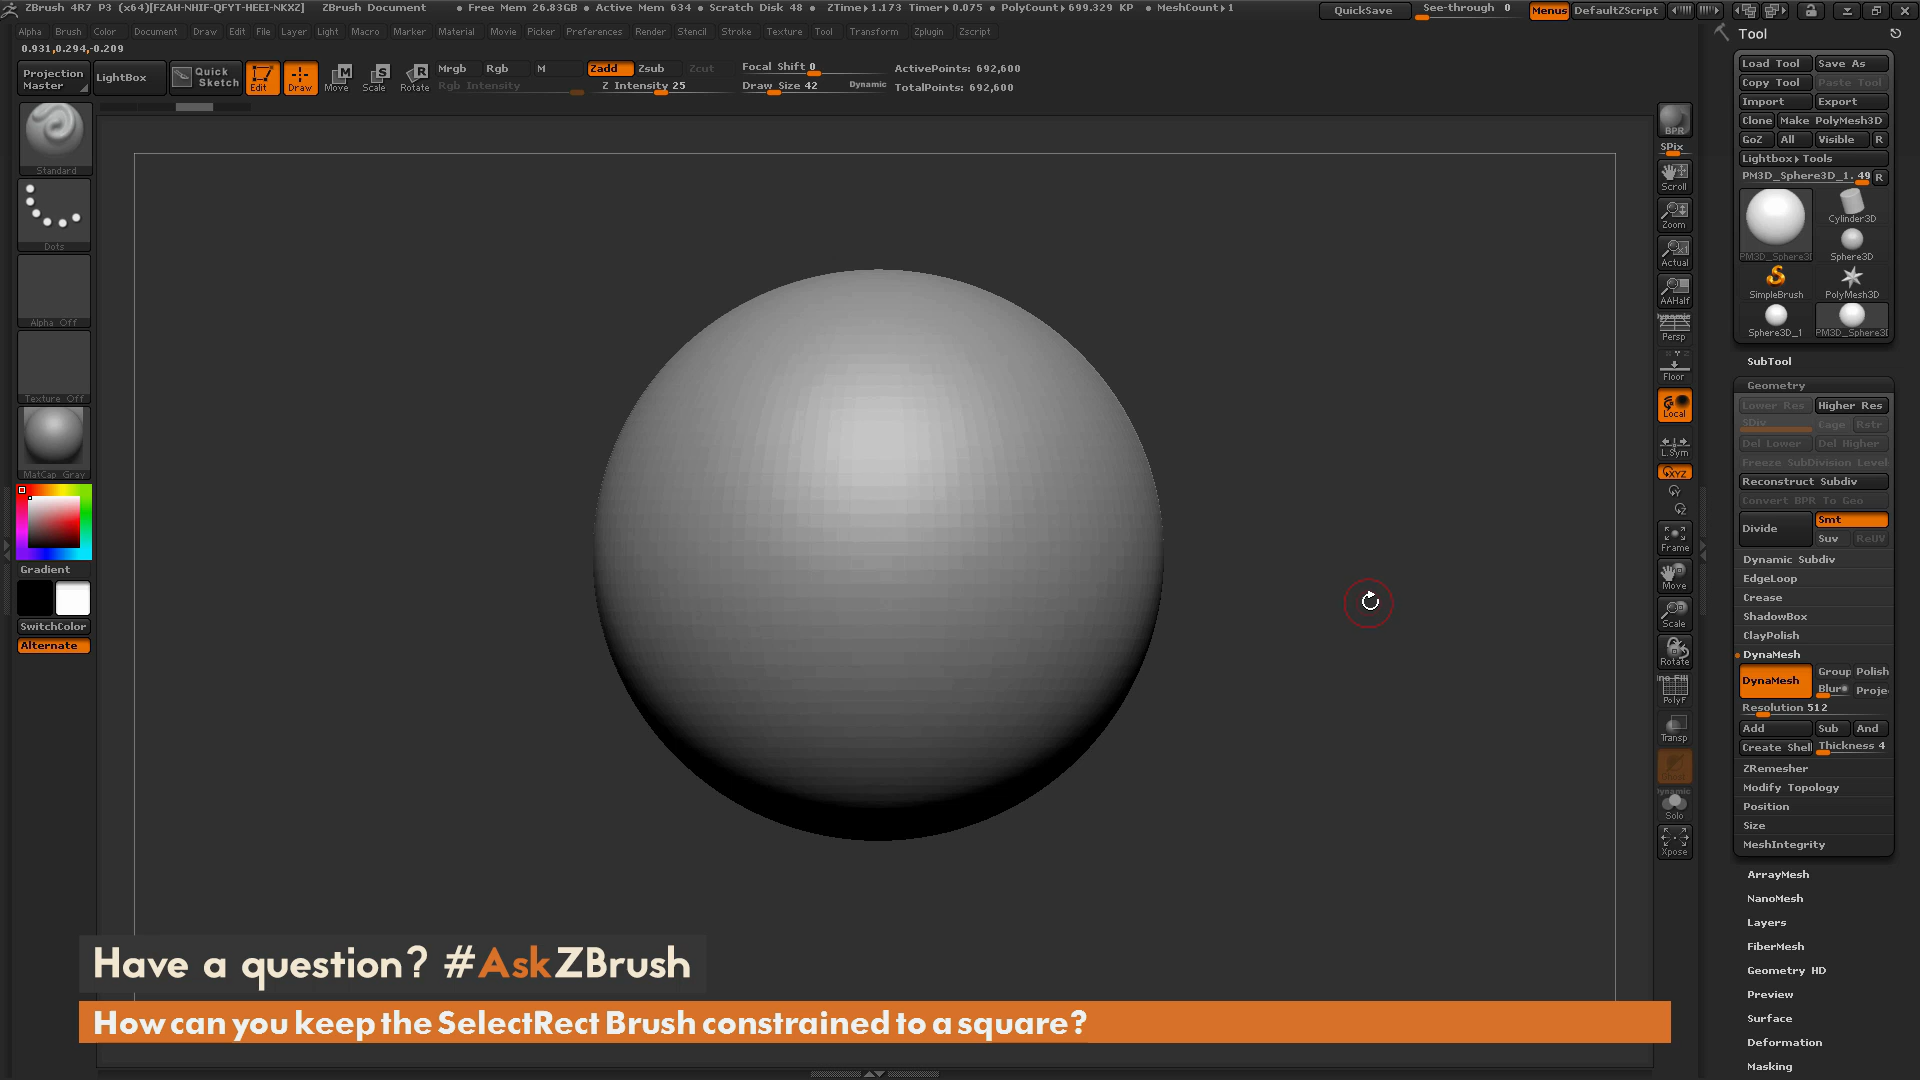 ZBrush 4R7 P3 (x64)[FZAH-NHIF-QFYT-HEEI-NKXZ] ZBrush Document • Free Mem 26.83GB • Active Mem 634 • Scratch Disk 48 • ZTime▸1.173 Timer▸0.075 • PolyCount▸699.329 KP • MeshCount▸1 QuickSave See-through 0 Menus DefaultZScript
Alpha Brush Color Document Draw Edit File Layer Light Macro Marker Material Movie Picker Preferences Render Stencil Stroke Texture Tool Transform Zplugin Zscript
0.931,0.294,-0.209
Projection Master
LightBox
Quick Sketch
Edit
Draw
Move
Scale
Rotate
Mrgb Rgb M
Rgb Intensity
Zadd Zsub Zcut
Z Intensity 25
Focal Shift 0
Draw Size 42
Dynamic
ActivePoints: 692,600
TotalPoints: 692,600
Standard
Dots
Alpha Off
Texture Off
MatCap Gray
Gradient
SwitchColor
Alternate
BPR
SPix
Scroll
Zoom
Actual
AAHalf
Dynamic
Persp
Floor
Local
L.Sym
XYZ
Frame
Move
Scale
Rotate
PolyF
Transp
Ghost
Dynamic
Solo
Xpose
Tool
Load Tool Save As
Copy Tool Paste Tool
Import Export
Clone Make PolyMesh3D
GoZ All Visible R
Lightbox▸Tools
PM3D_Sphere3D_1. 49 R
PM3D_Sphere3D
Cylinder3D
Sphere3D
SimpleBrush PolyMesh3D
Sphere3D_1 PM3D_Sphere3D
SubTool
Geometry
Lower Res Higher Res
SDiv Cage Rstr
Del Lower Del Higher
Freeze SubDivision Level
Reconstruct Subdiv
Convert BPR To Geo
Divide Smt
Suv ReUV
Dynamic Subdiv
EdgeLoop
Crease
ShadowBox
ClayPolish
DynaMesh
DynaMesh Group Polish
Blur Proje
Resolution 512
Add Sub And
Create Shell Thickness 4
ZRemesher
Modify Topology
Position
Size
MeshIntegrity
ArrayMesh
NanoMesh
Layers
FiberMesh
Geometry HD
Preview
Surface
Deformation
Masking
Have a question? #AskZBrush
How can you keep the SelectRect Brush constrained to a square?